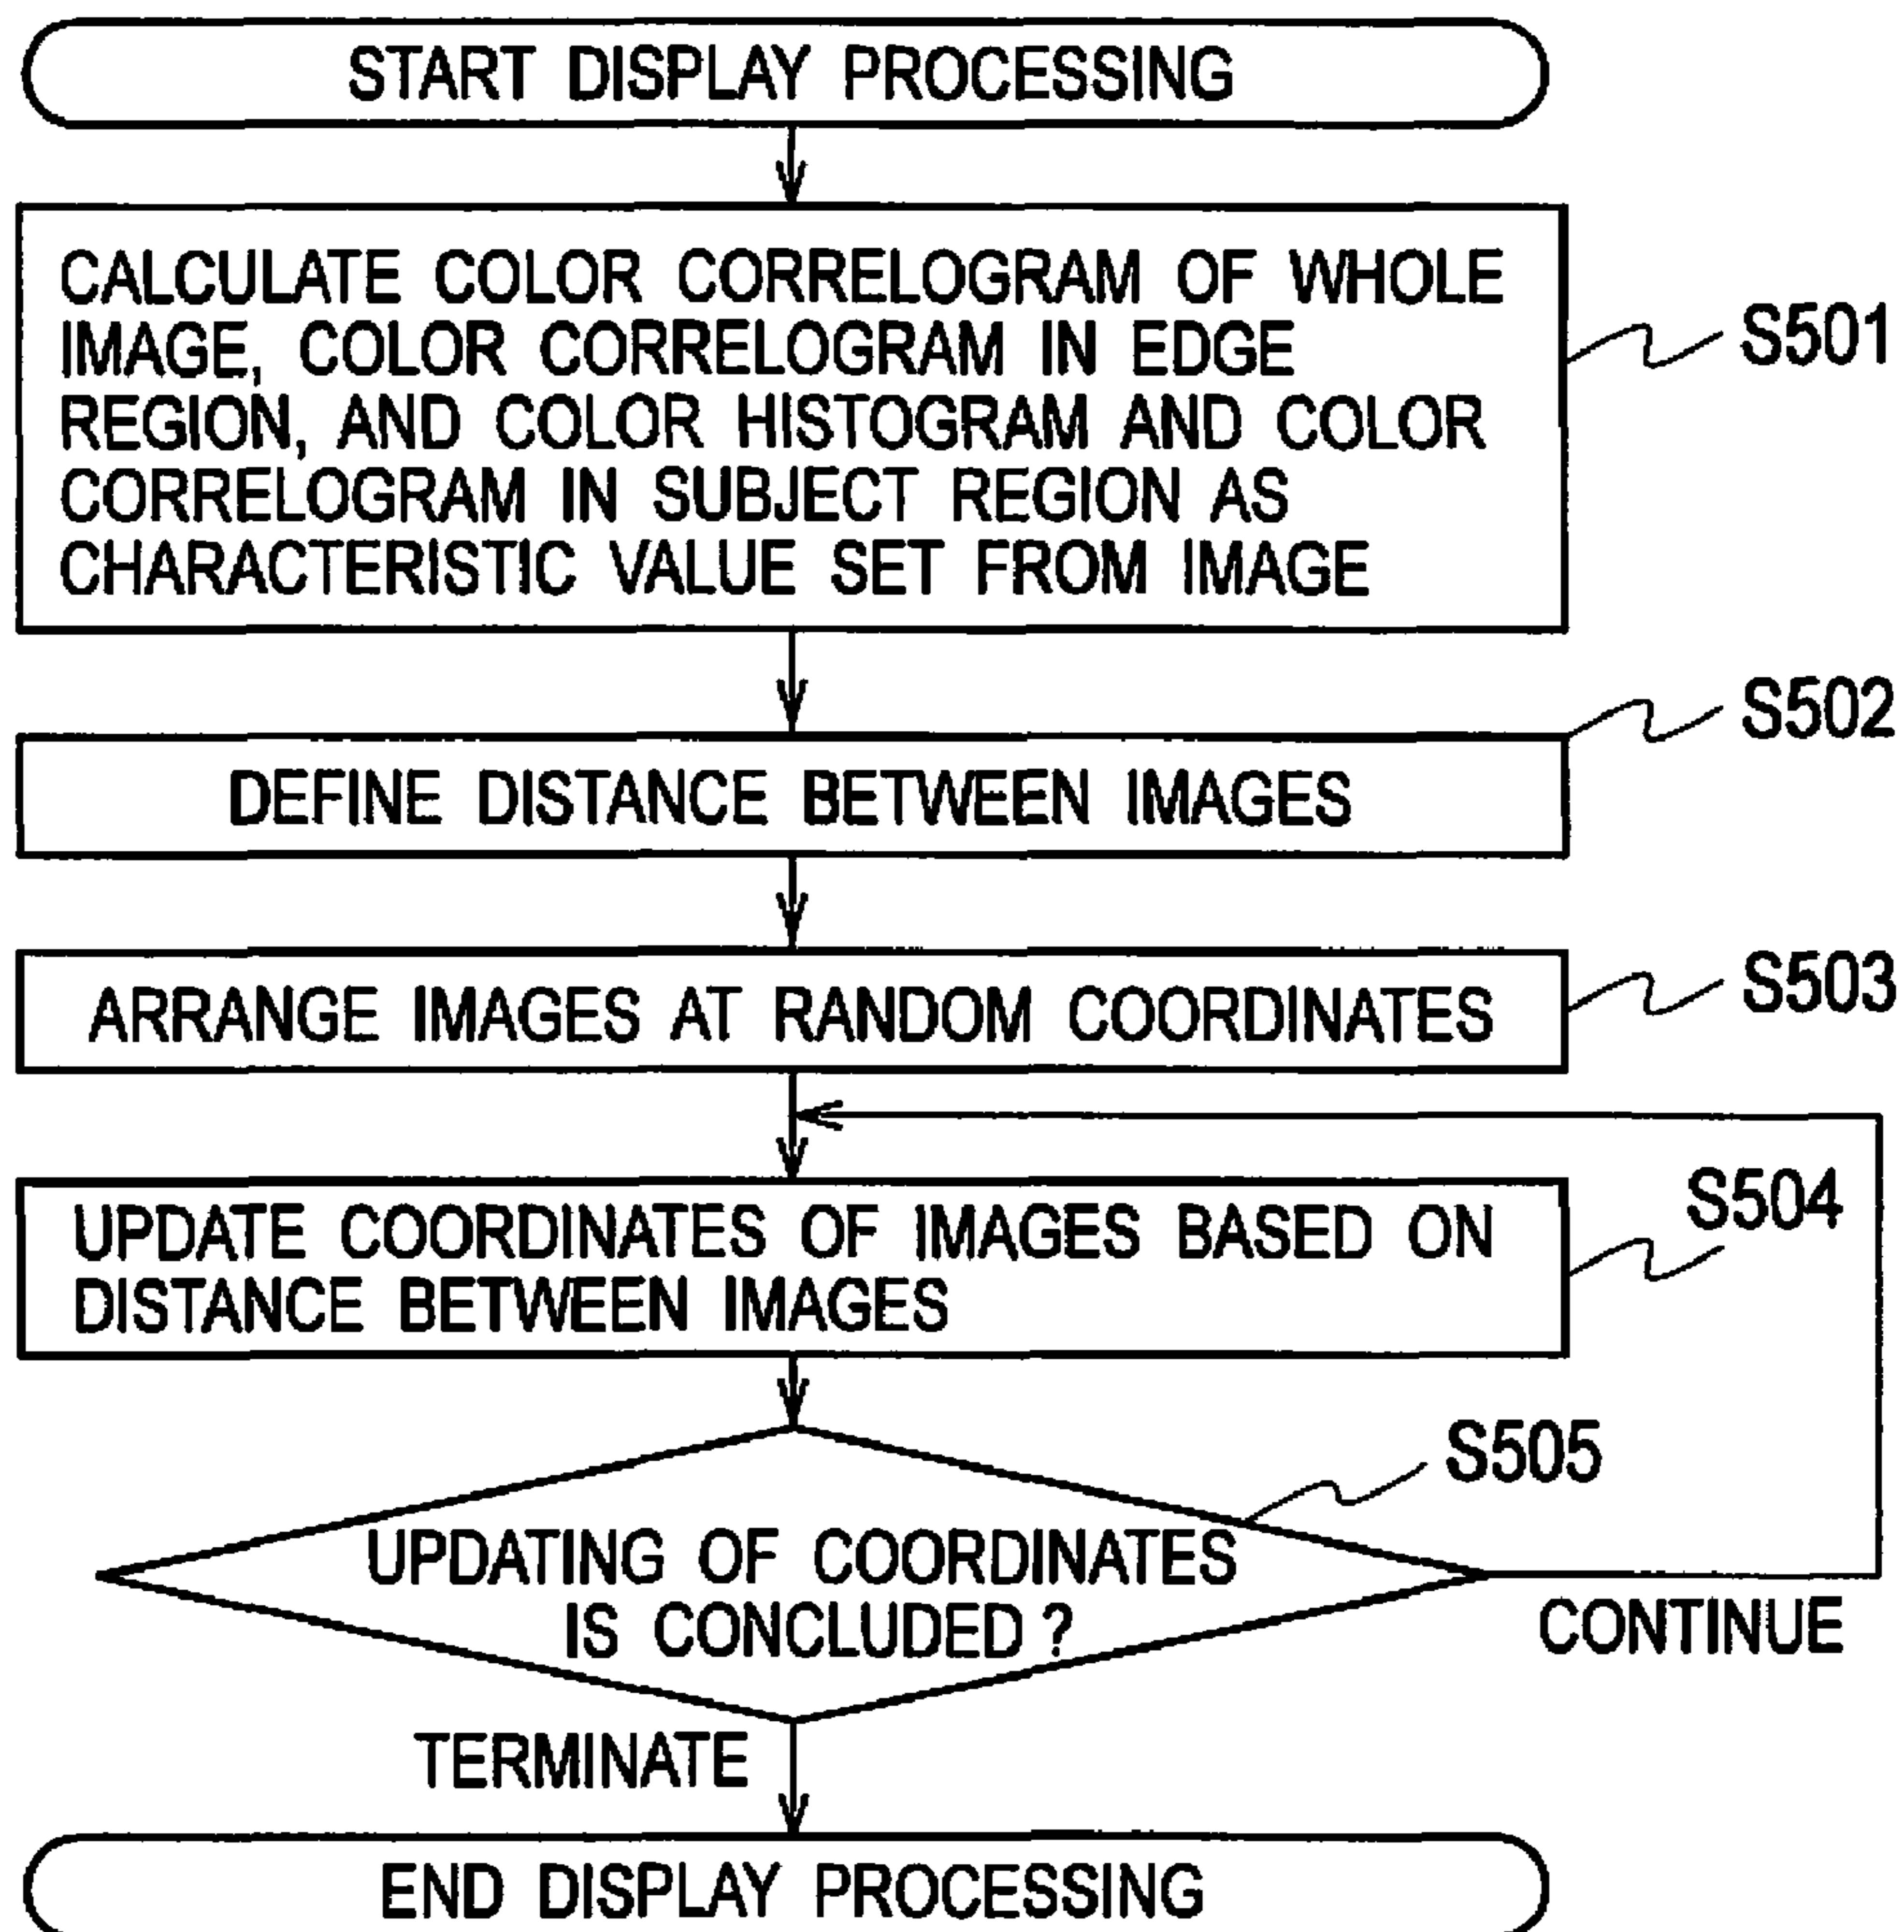 START DISPLAY PROCESSING
CALCULATE COLOR CORRELOGRAM OF WHOLE
IMAGE, COLOR CORRELOGRAM IN EDGE
REGION, AND COLOR HISTOGRAM AND COLOR
CORRELOGRAM IN SUBJECT REGION AS
CHARACTERISTIC VALUE SET FROM IMAGE
S501
S502
DEFINE DISTANCE BETWEEN IMAGES
ARRANGE IMAGES AT RANDOM COORDINATES
S503
UPDATE COORDINATES OF IMAGES BASED ON
DISTANCE BETWEEN IMAGES
S504
S505
UPDATING OF COORDINATES
IS CONCLUDED ?
CONTINUE
TERMINATE
END DISPLAY PROCESSING